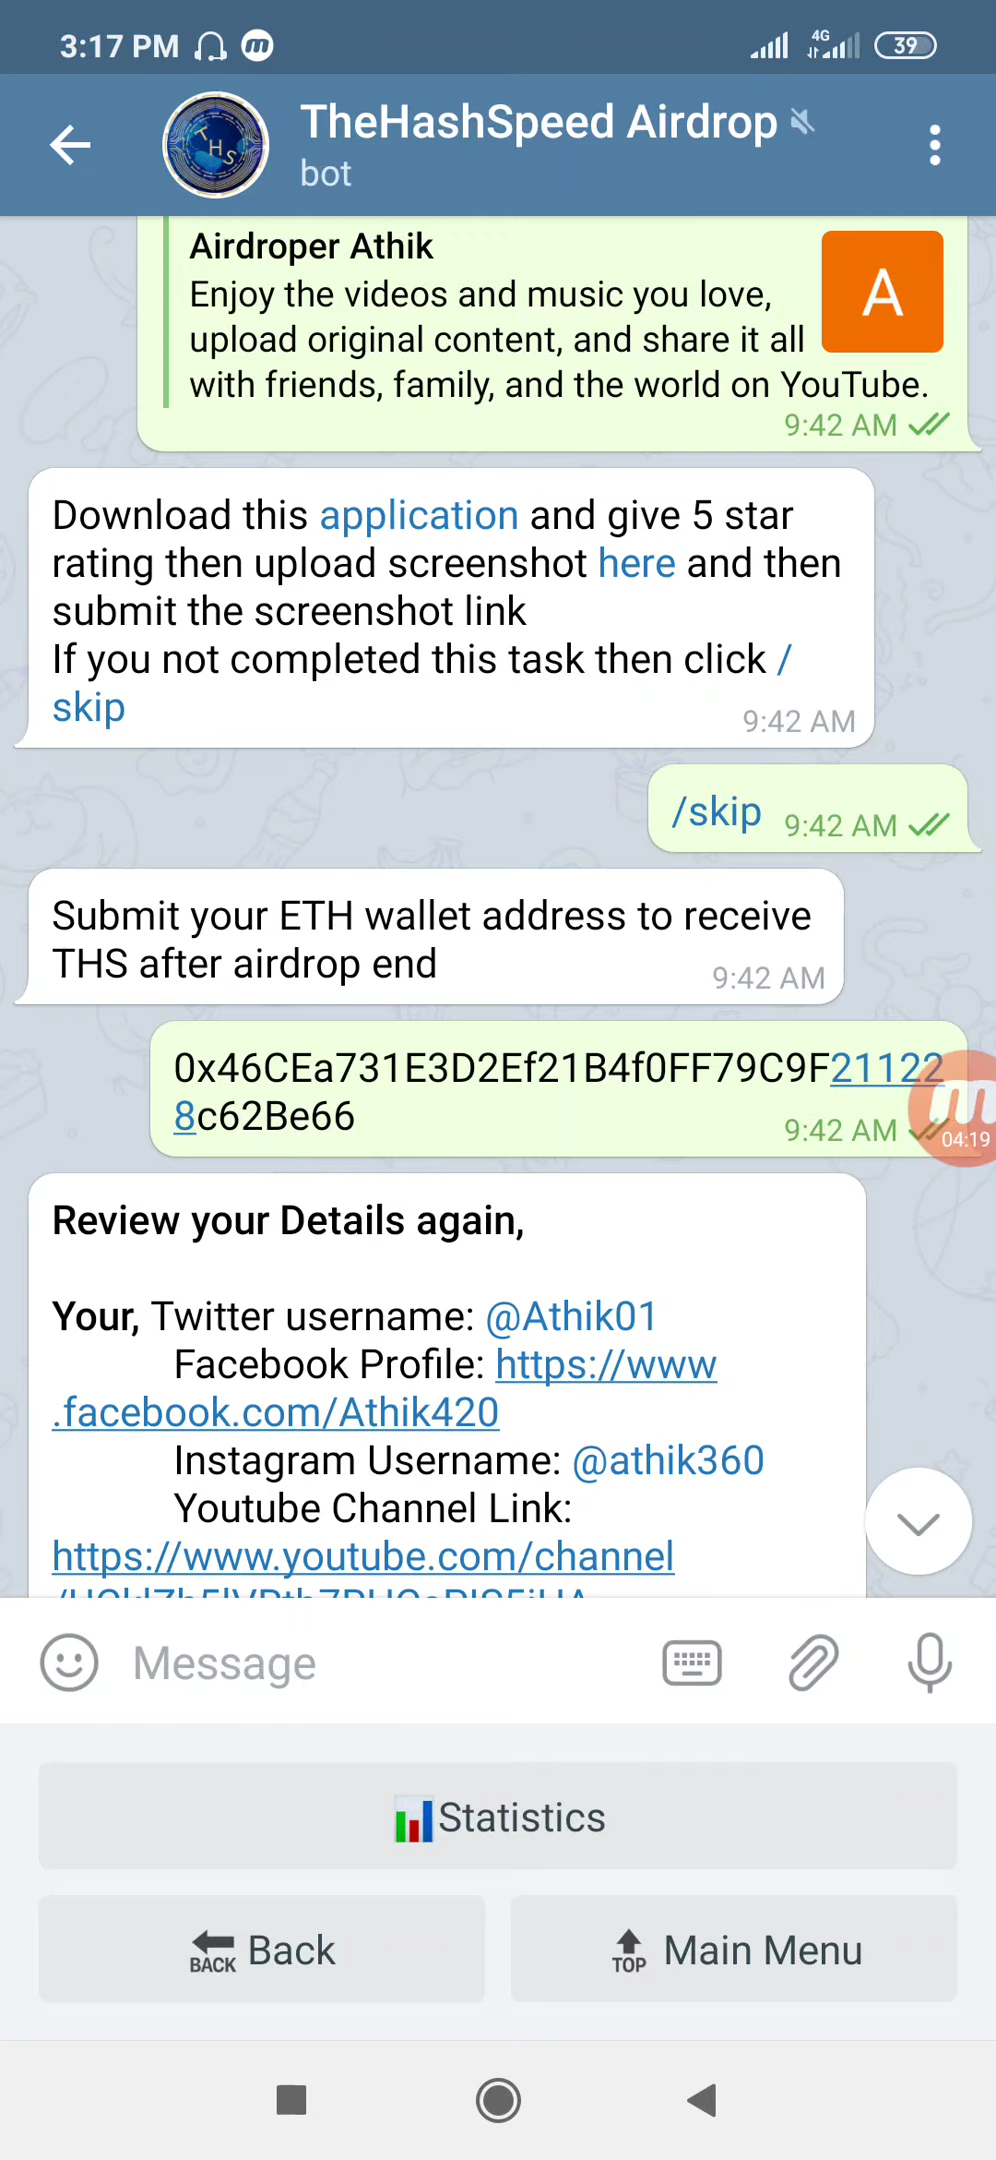 3:17 PM
4G
39
TheHashSpeed Airdrop
bot
THS
Airdroper Athik
A
Enjoy the videos and music you love,
upload original content, and share it all
with friends, family, and the world on YouTube.
9:42 AM
Download this application and give 5 star
rating then upload screenshot here and then
submit the screenshot link
If you not completed this task then click /
skip
9:42 AM
/skip 9:42 AM
Submit your ETH wallet address to receive
THS after airdrop end
9:42 AM
0x46CEa731E3D2Ef21B4f0FF79C9F21122
8c62Be66
9:42 AM
04:19
Review your Details again,
Your, Twitter username: @Athik01
Facebook Profile: https://www
.facebook.com/Athik420
Instagram Username: @athik360
Youtube Channel Link:
https://www.youtube.com/channel
Message
Statistics
BACK Back
TOP Main Menu